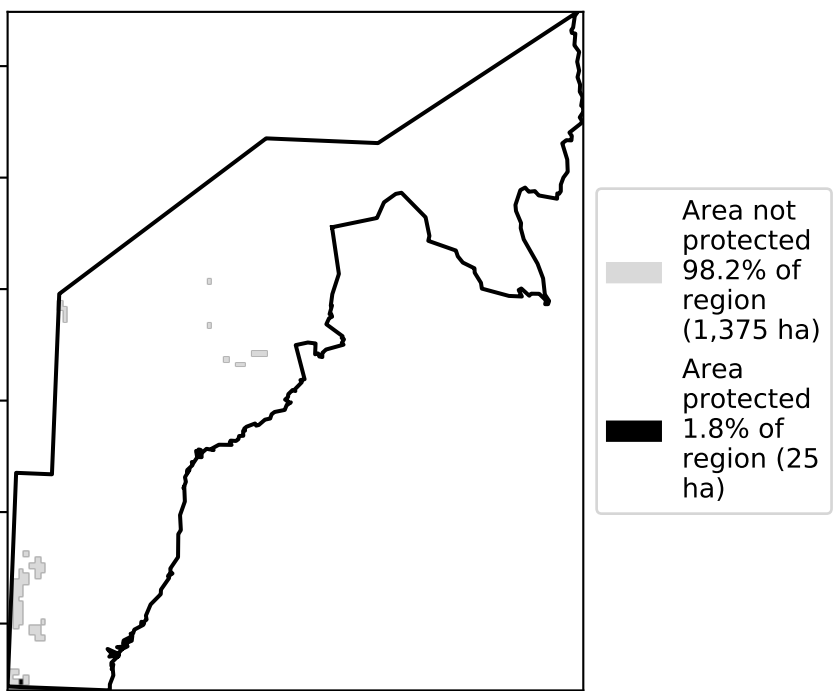 Area not
protected
98.2% of
region
(1,375 ha)
Area
protected
1.8% of
region (25
ha)